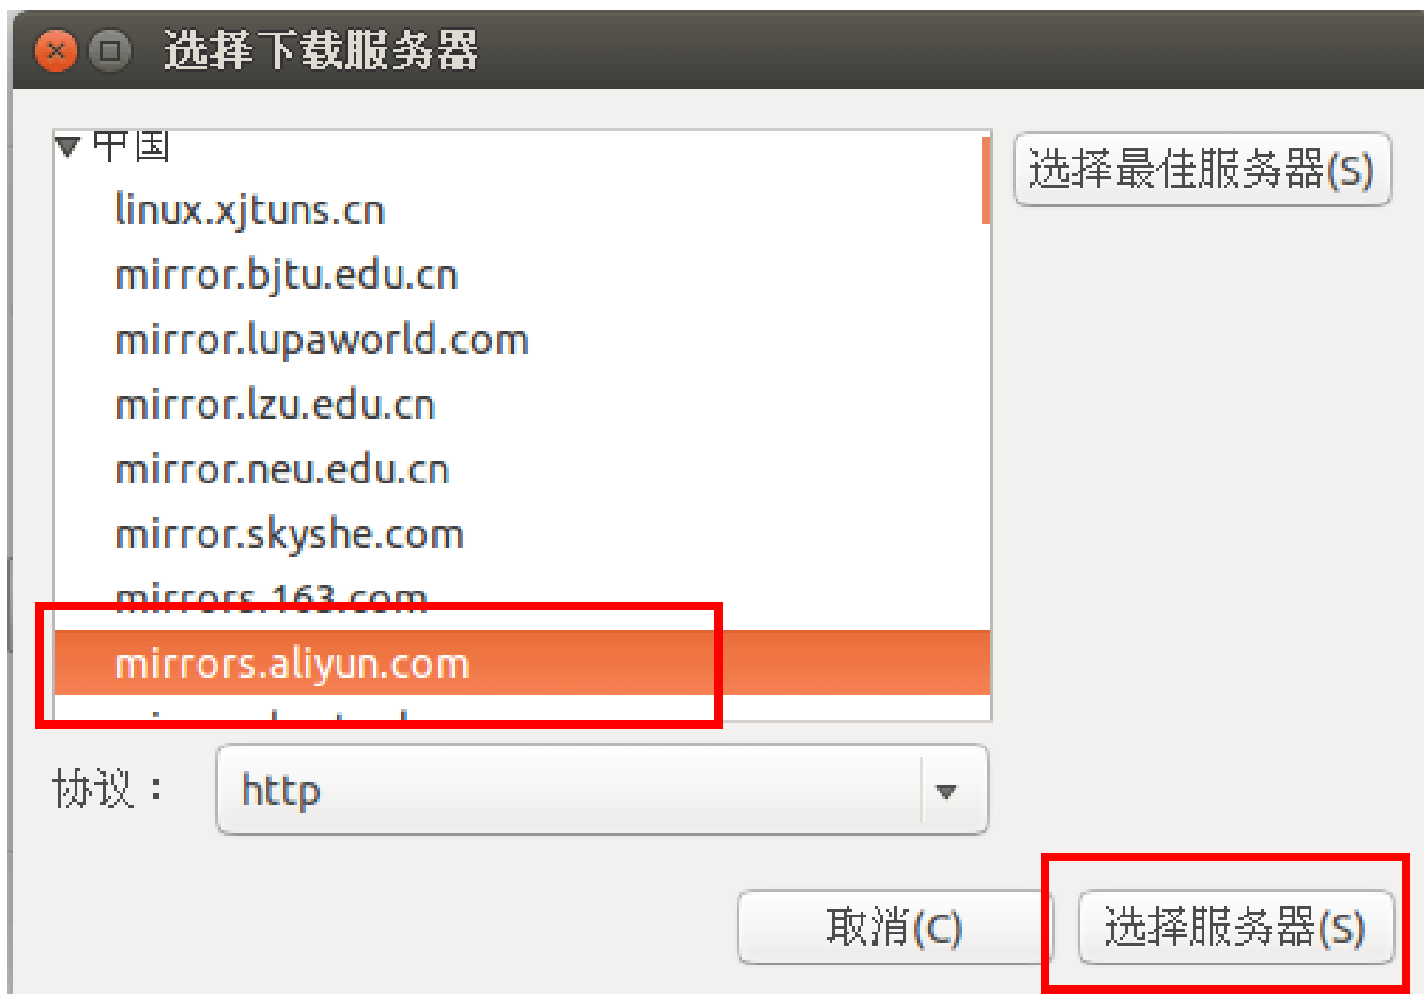 选择下载服务器
中国
选择最佳服务器(S)
linux.xjtuns.cn
mirror.bjtu.edu.cn
mirror.lupaworld.com
mirror.lzu.edu.cn
mirror.neu.edu.cn
mirror.skyshe.com
mirrors.163.com
mirrors.aliyun.com
协议：
http
取消(C)
选择服务器(S)